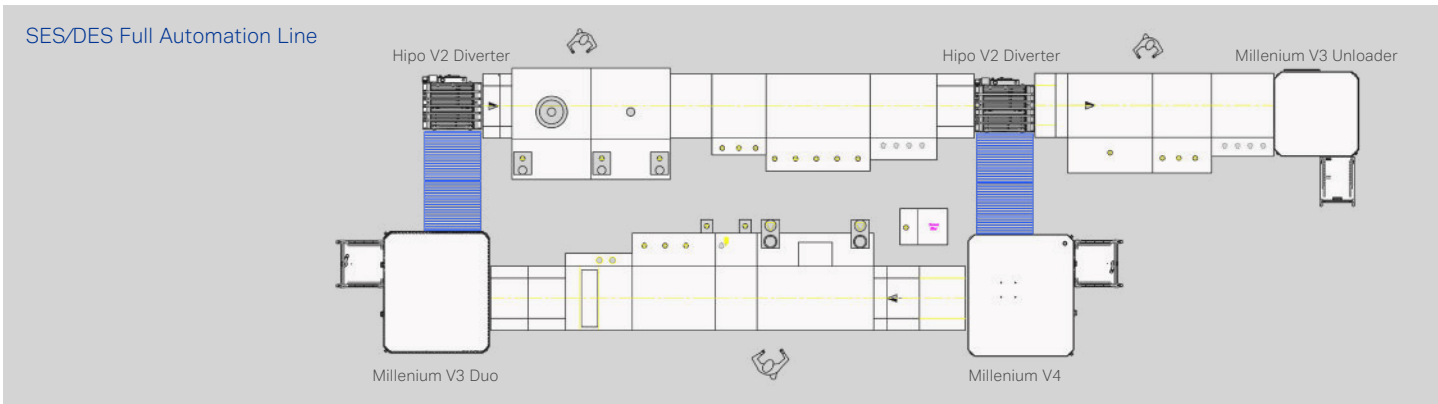 SES/DES Full Automation Line
Hipo V2 Diverter
Hipo V2 Diverter
Millenium V3 Unloader
Millenium V3 Duo
Millenium V4